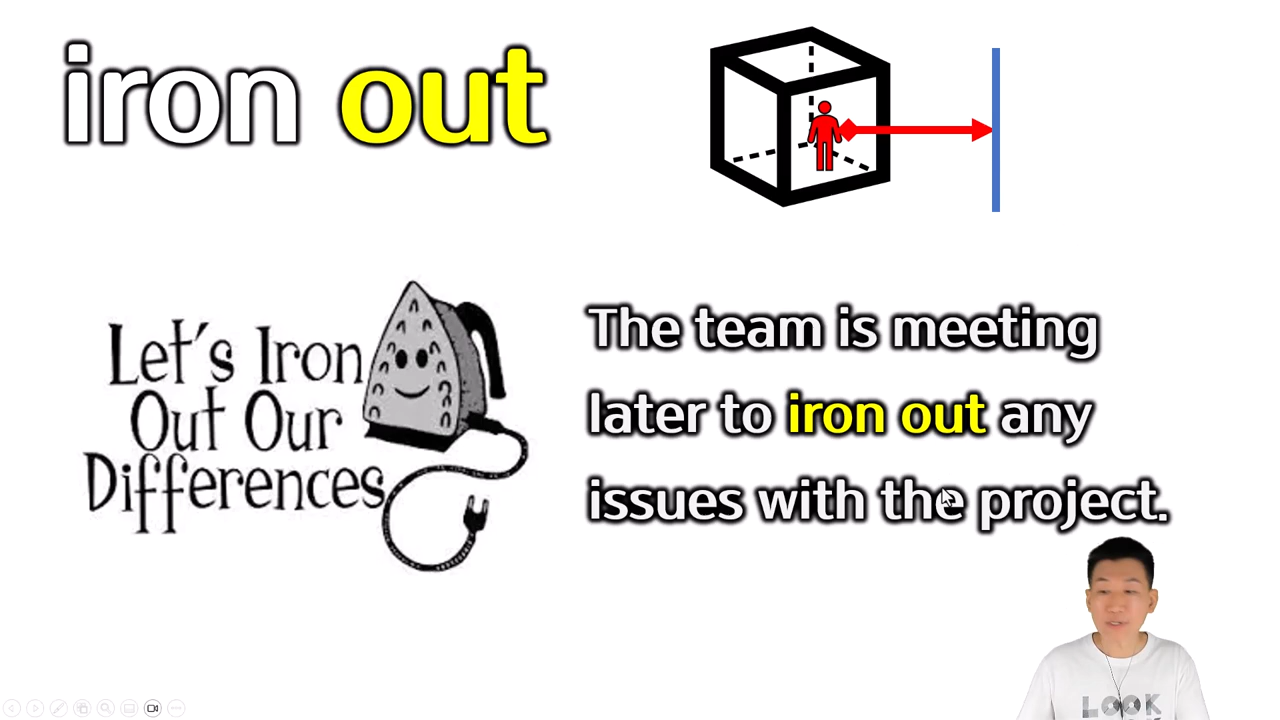 iron out
Let's Iron
Out Our
Differences
The team is meeting
later to iron out any
issues with the project.
LOOK